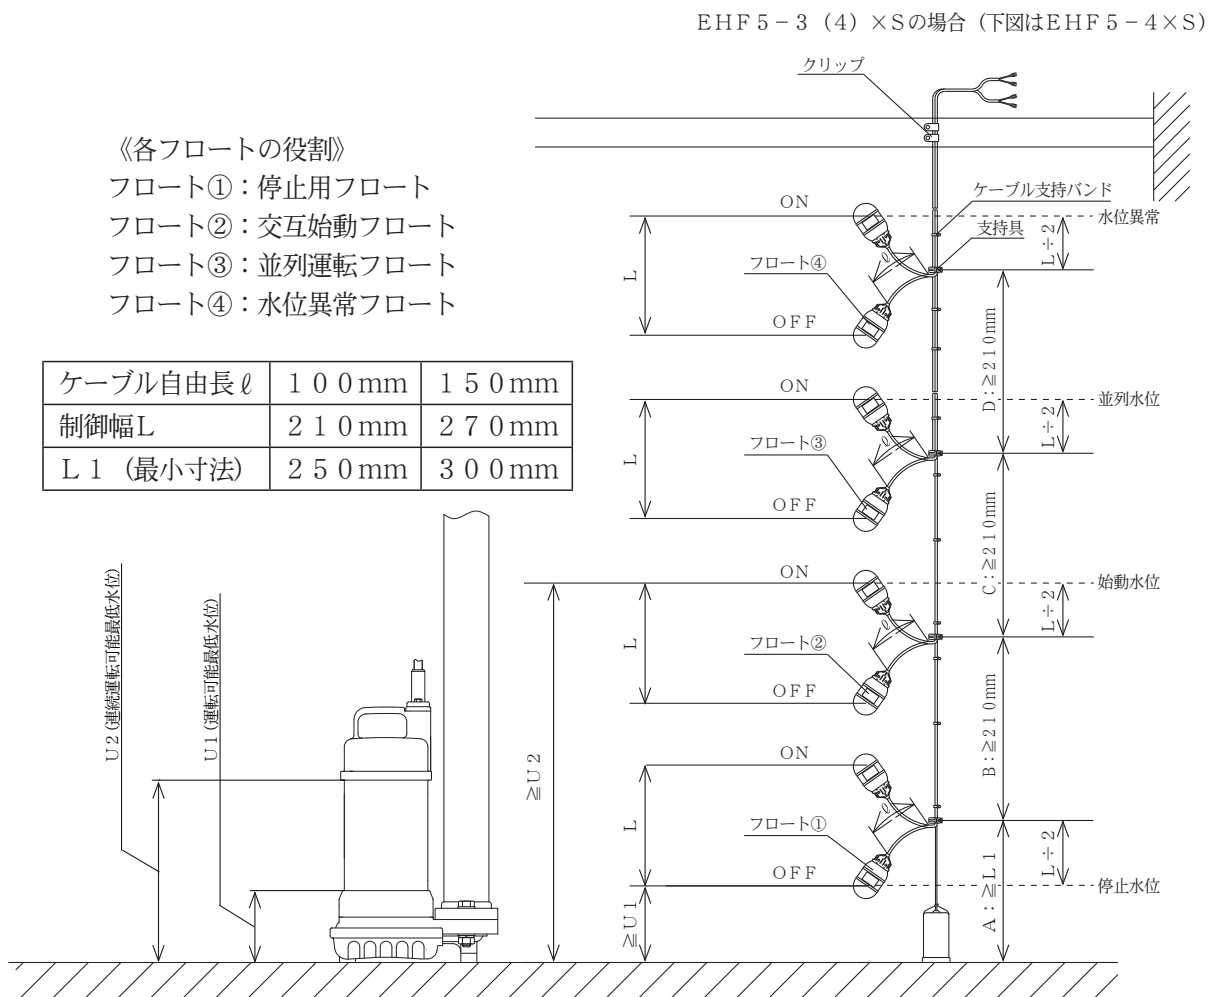 ＥＨＦ５－３（４）×Ｓの場合（下図はＥＨＦ５－４×Ｓ）
クリップ
《各フロートの役割》
フロート①：停止用フロート
フロート②：交互始動フロート
フロート③：並列運転フロート
フロート④：水位異常フロート
ケーブル自由長ℓ １００mm １５０mm
制御幅Ｌ ２１０mm ２７０mm
Ｌ１（最小寸法） ２５０mm ３００mm
ケーブル支持バンド
支持具
ON
水位異常
L÷2
フロート④
L
ℓ
OFF
D：≧210mm
ON
並列水位
L÷2
フロート③
L
ℓ
OFF
C：≧210mm
ON
始動水位
L÷2
フロート②
L
ℓ
OFF
B：≧210mm
ON
フロート①
L
ℓ
OFF
L÷2
停止水位
A：≧L1
≧U1
≧U2
U2（連続運転可能最低水位）
U1（運転可能最低水位）